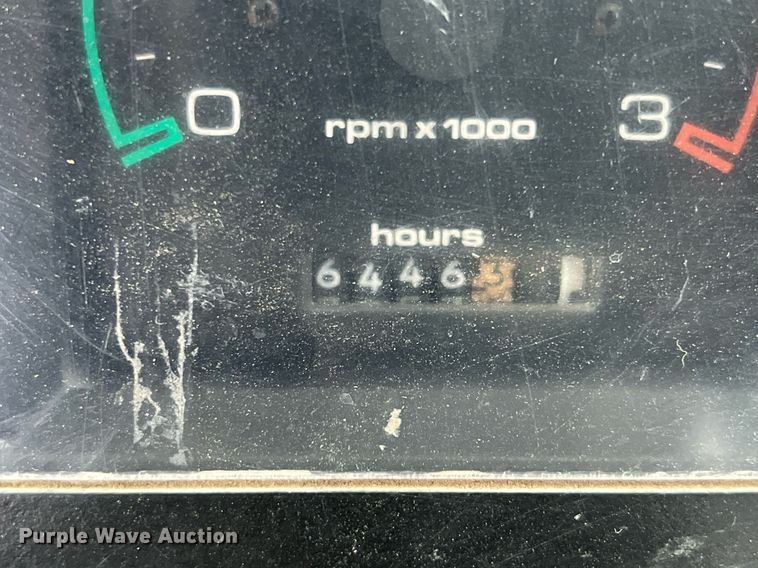 0 3
rpm x 1000
hours
6446
Purple Wave Auction